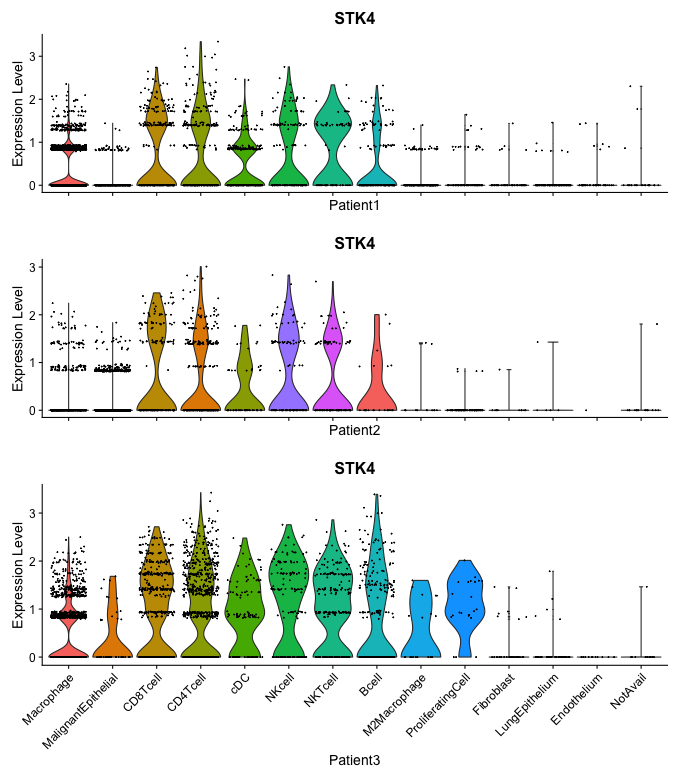 STK4
Expression Level
3
2
1
0
Patient1
STK4
Expression Level
3
2
1
0
Patient2
STK4
Expression Level
3
2
1
0
Macrophage
MalignantEpithelial
CD8Tcell
CD4Tcell
cDC
NKcell
NKTcell
Bcell
M2Macrophage
ProliferatingCell
Fibroblast
LungEpithelium
Endothelium
NotAvail
Patient3